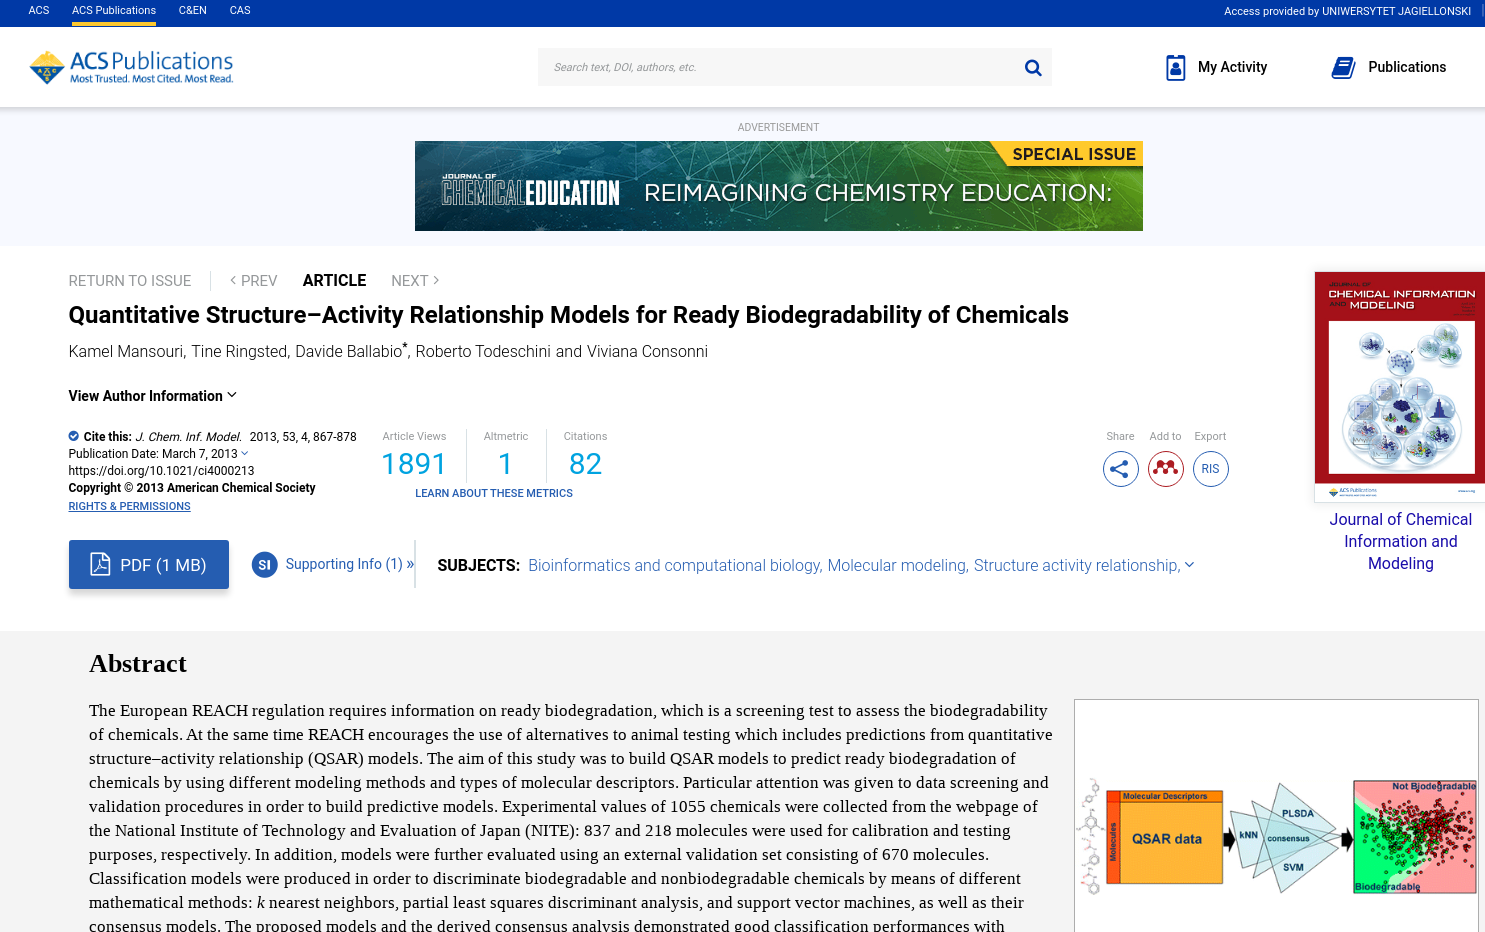 ACS ACS Publications C&EN CAS Access provided by UNIWERSYTET JAGIELLONSKI
ACS Publications
Most Trusted. Most Cited. Most Read.
Search text, DOI, authors, etc.
My Activity
Publications
ADVERTISEMENT
SPECIAL ISSUE
JOURNAL OF
CHEMICALEDUCATION
REIMAGINING CHEMISTRY EDUCATION:
RETURN TO ISSUE < PREV ARTICLE NEXT >
Quantitative Structure–Activity Relationship Models for Ready Biodegradability of Chemicals
Kamel Mansouri, Tine Ringsted, Davide Ballabio*, Roberto Todeschini and Viviana Consonni
View Author Information
Cite this: J. Chem. Inf. Model. 2013, 53, 4, 867-878
Publication Date: March 7, 2013
https://doi.org/10.1021/ci4000213
Copyright © 2013 American Chemical Society
RIGHTS & PERMISSIONS
Article Views Altmetric Citations
1891 1 82
LEARN ABOUT THESE METRICS
Share Add to Export
RIS
JOURNAL OF
CHEMICAL INFORMATION
AND MODELING
ACS Publications
Journal of Chemical
Information and
Modeling
PDF (1 MB)
SI Supporting Info (1) »
SUBJECTS: Bioinformatics and computational biology, Molecular modeling, Structure activity relationship,
Abstract
The European REACH regulation requires information on ready biodegradation, which is a screening test to assess the biodegradability
of chemicals. At the same time REACH encourages the use of alternatives to animal testing which includes predictions from quantitative
structure–activity relationship (QSAR) models. The aim of this study was to build QSAR models to predict ready biodegradation of
chemicals by using different modeling methods and types of molecular descriptors. Particular attention was given to data screening and
validation procedures in order to build predictive models. Experimental values of 1055 chemicals were collected from the webpage of
the National Institute of Technology and Evaluation of Japan (NITE): 837 and 218 molecules were used for calibration and testing
purposes, respectively. In addition, models were further evaluated using an external validation set consisting of 670 molecules.
Classification models were produced in order to discriminate biodegradable and nonbiodegradable chemicals by means of different
mathematical methods: k nearest neighbors, partial least squares discriminant analysis, and support vector machines, as well as their
consensus models. The proposed models and the derived consensus analysis demonstrated good classification performances with
Molecular Descriptors
Molecules
QSAR data
kNN
PLSDA
consensus
SVM
Not Biodegradable
Biodegradable